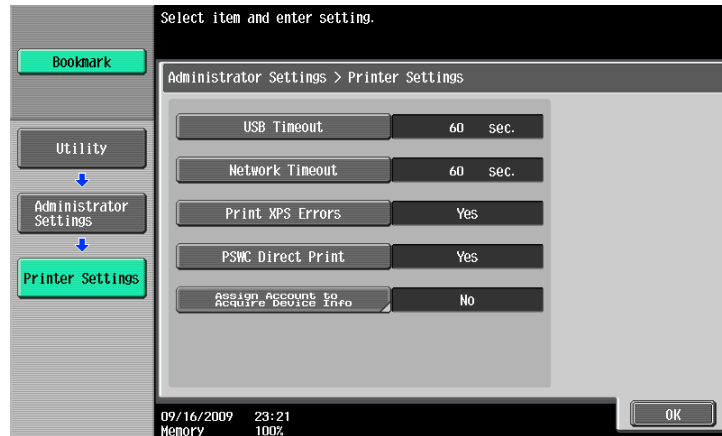 Select item and enter setting.
Bookmark
Administrator Settings > Printer Settings
Utility
Administrator
Settings
Printer Settings
USB Timeout
60 sec.
Network Timeout
60 sec.
Print XPS Errors
Yes
PSWC Direct Print
Yes
Assign Account to
Acquire Device Info
No
09/16/2009 23:21
Memory 100%
OK